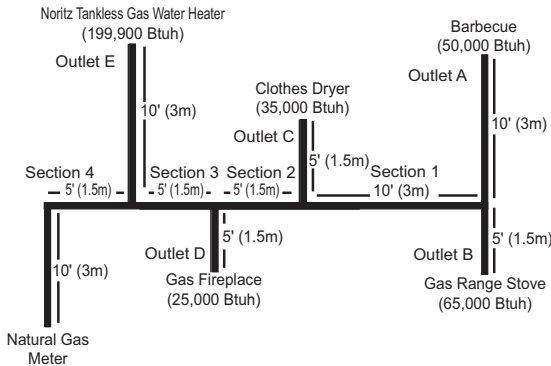 Noritz Tankless Gas Water Heater
(199,900 Btuh)
Outlet E
10' (3m)
Barbecue
(50,000 Btuh)
Outlet A
10' (3m)
Clothes Dryer
(35,000 Btuh)
Outlet C
5' (1.5m)
Section 4
5' (1.5m)
Section 3
5' (1.5m)
Section 2
5' (1.5m)
Section 1
10' (3m)
10' (3m)
Natural Gas
Meter
Outlet D
5' (1.5m)
Gas Fireplace
(25,000 Btuh)
Outlet B
5' (1.5m)
Gas Range Stove
(65,000 Btuh)